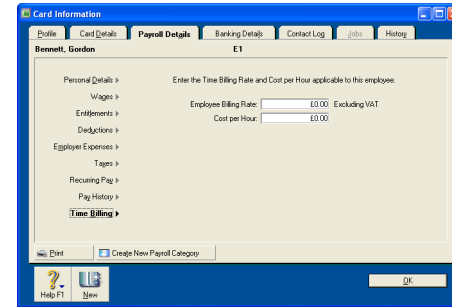 Card Information
Profile Card Details Payroll Details Banking Details Contact Log Jobs History
Bennett, Gordon E1
Personal Details
Enter the Time Billing Rate and Cost per Hour applicable to this employee.
Wages
Employee Billing Rate: £0.00 Excluding VAT
Entitlements
Cost per Hour: £0.00
Deductions
Employer Expenses
Taxes
Recurring Pay
Pay History
Time Billing
Print Create New Payroll Category
Help F1 New OK